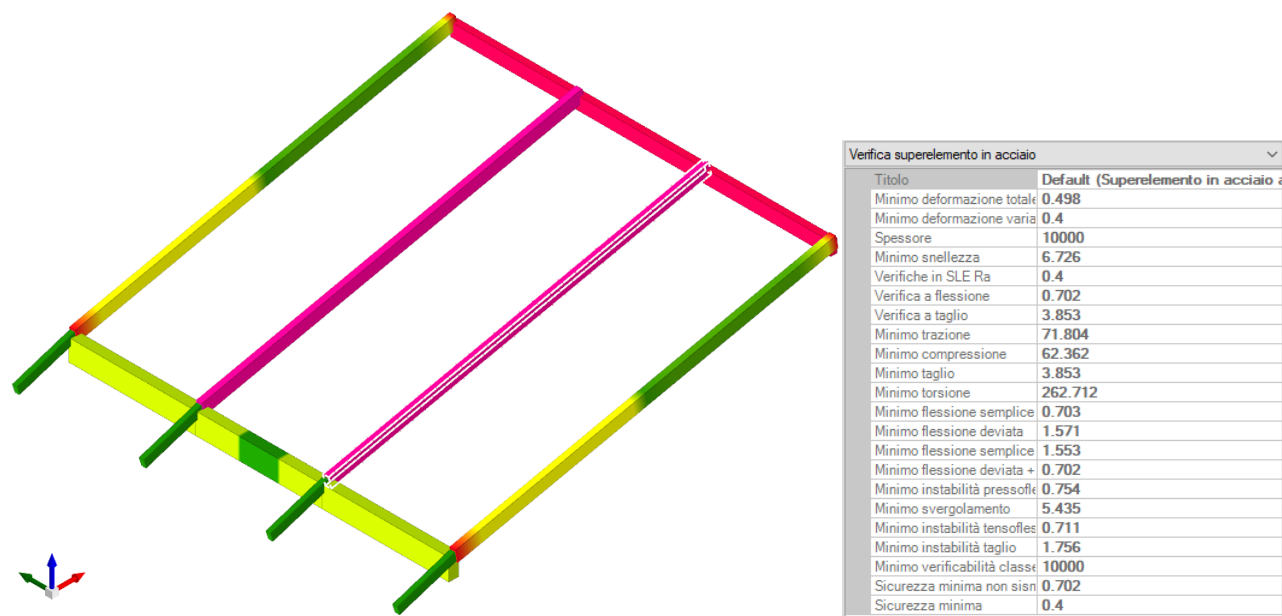 Verifica superelemento in acciaio
Titolo Default (Superelemento in acciaio a
Minimo deformazione totale 0.498
Minimo deformazione varia 0.4
Spessore 10000
Minimo snellezza 6.726
Verifiche in SLE Ra 0.4
Verifica a flessione 0.702
Verifica a taglio 3.853
Minimo trazione 71.804
Minimo compressione 62.362
Minimo taglio 3.853
Minimo torsione 262.712
Minimo flessione semplice 0.703
Minimo flessione deviata 1.571
Minimo flessione semplice 1.553
Minimo flessione deviata + 0.702
Minimo instabilità pressofle 0.754
Minimo svergolamento 5.435
Minimo instabilità tensofles 0.711
Minimo instabilità taglio 1.756
Minimo verificabilità classe 10000
Sicurezza minima non sism 0.702
Sicurezza minima 0.4